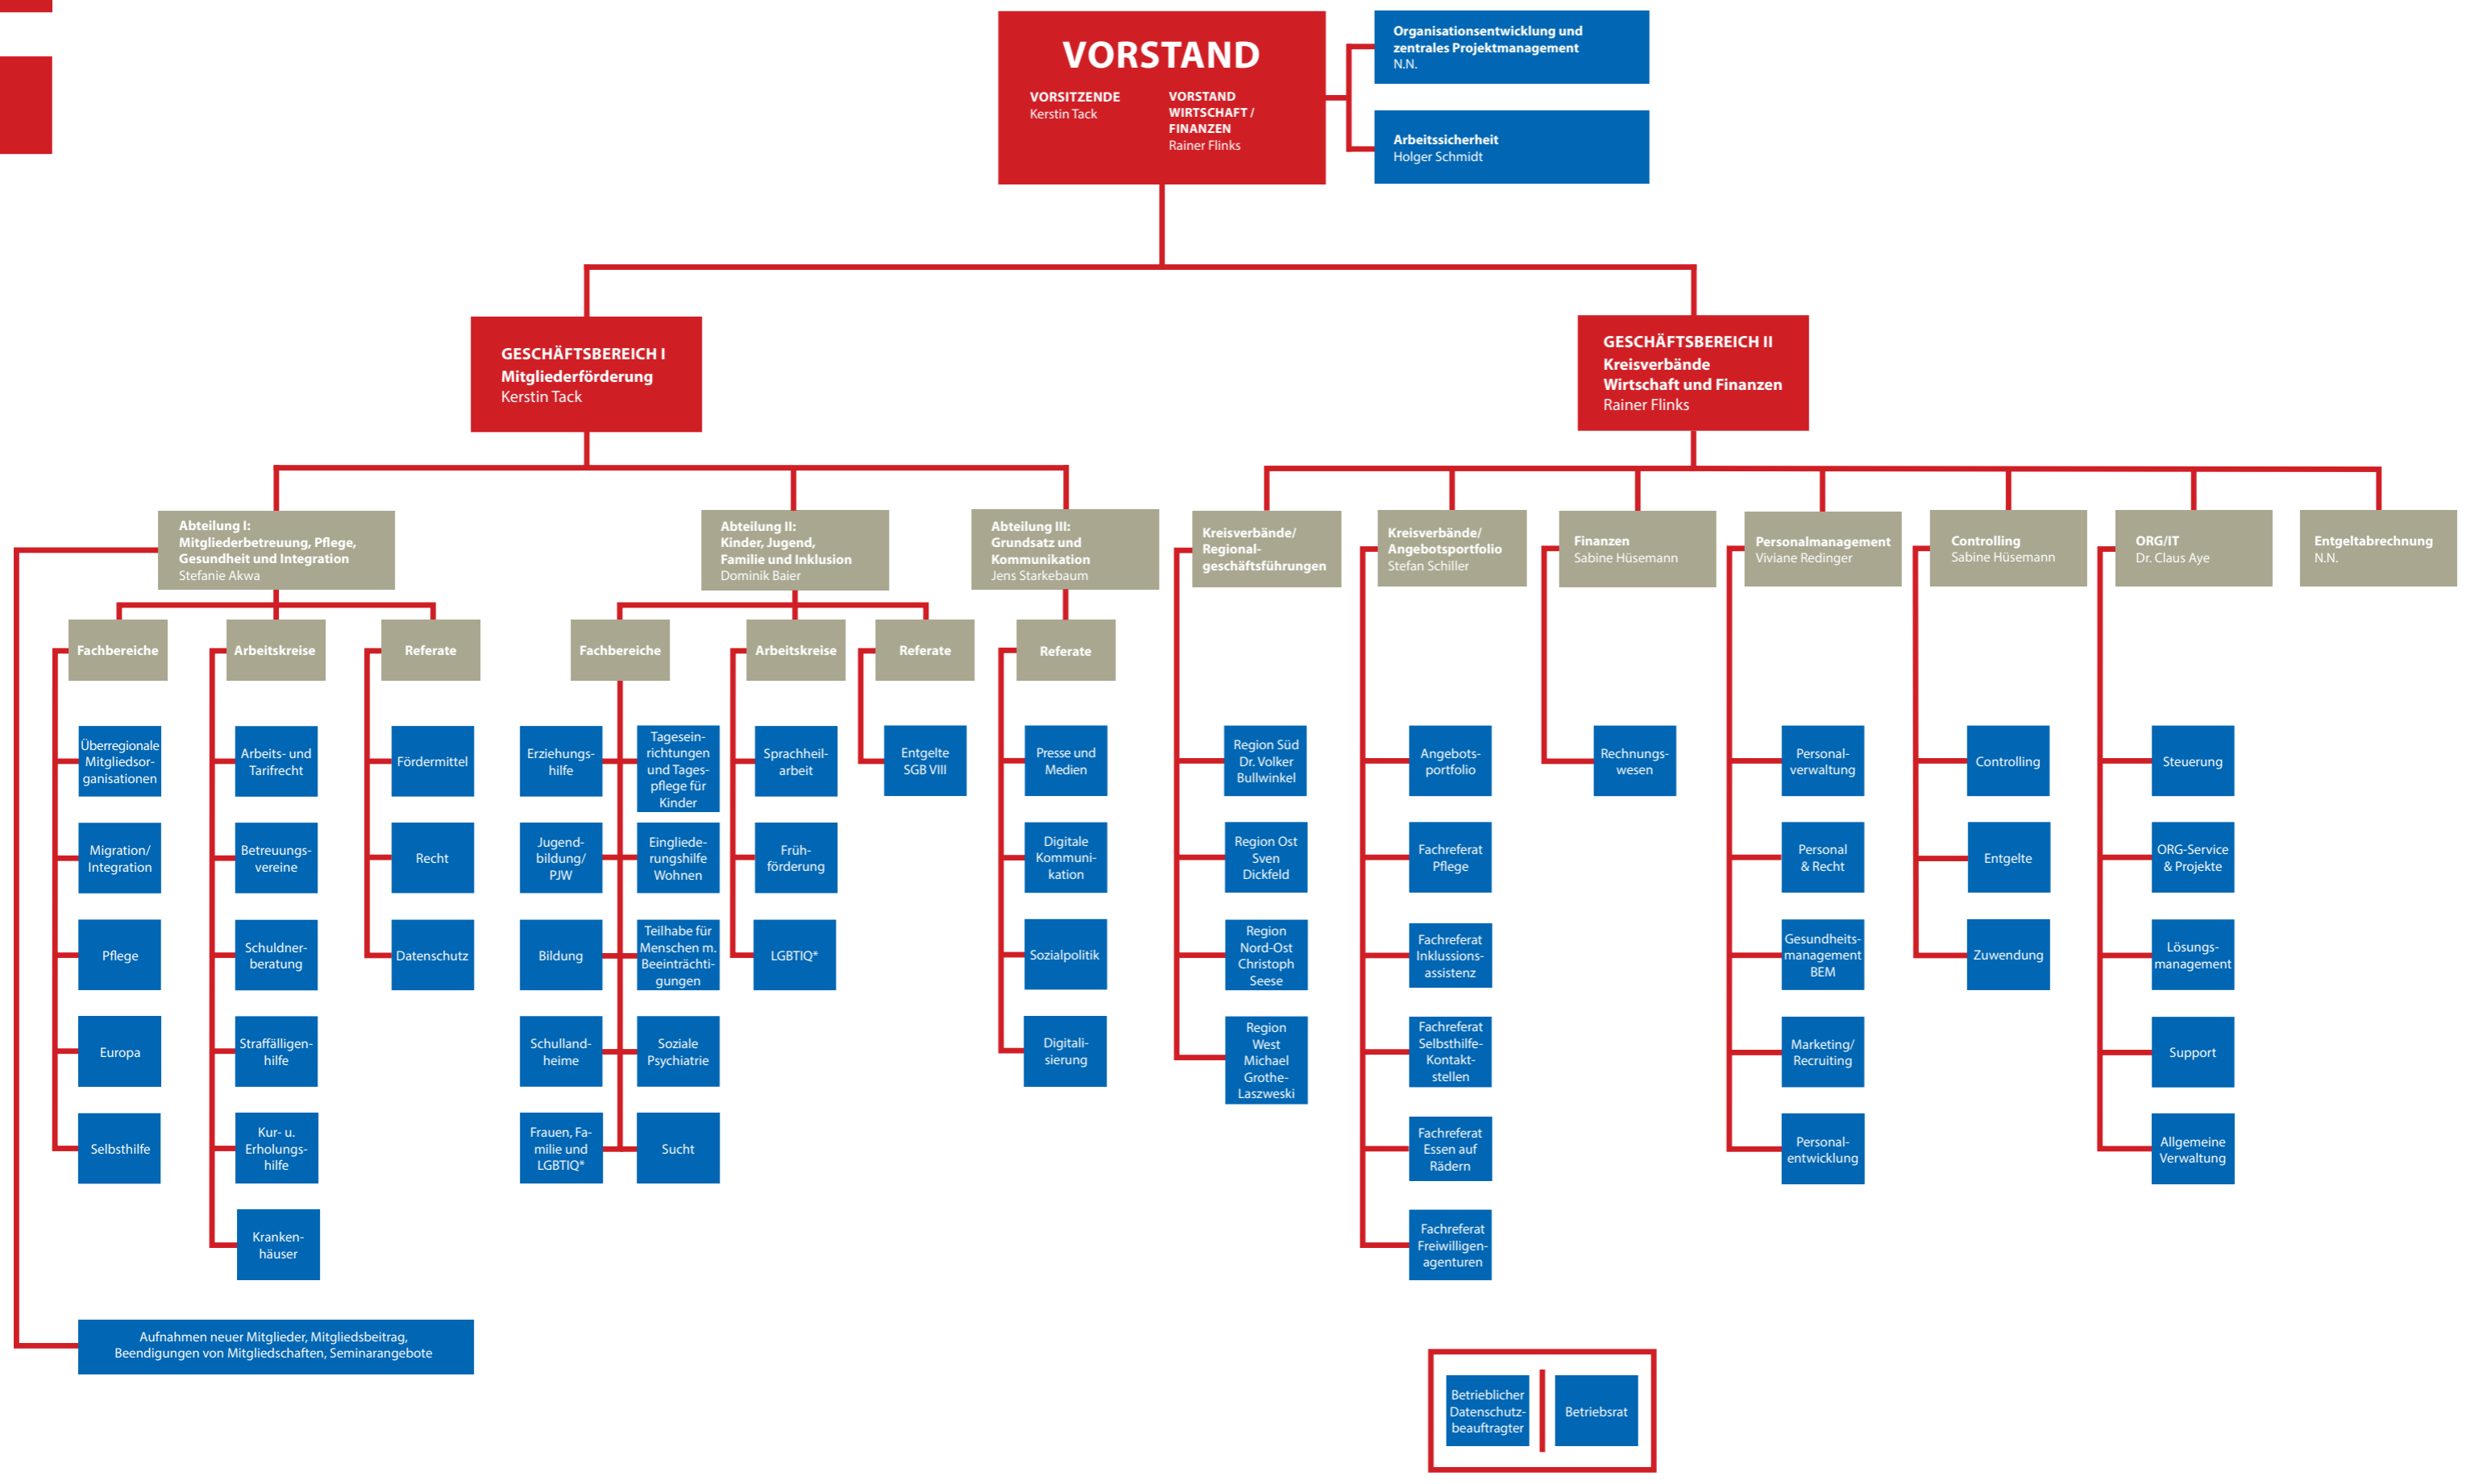 VORSTAND
VORSITZENDE
Kerstin Tack
VORSTAND
WIRTSCHAFT /
FINANZEN
Rainer Flinks
Organisationsentwicklung und
zentrales Projektmanagement
N.N.
Arbeitssicherheit
Holger Schmidt
GESCHÄFTSBEREICH I
Mitgliederförderung
Kerstin Tack
GESCHÄFTSBEREICH II
Kreisverbände
Wirtschaft und Finanzen
Rainer Flinks
Abteilung I:
Mitgliederbetreuung, Pflege,
Gesundheit und Integration
Stefanie Akwa
Abteilung II:
Kinder, Jugend,
Familie und Inklusion
Dominik Baier
Abteilung III:
Grundsatz und
Kommunikation
Jens Starkebaum
Kreisverbände/
Regional-
geschäftsführungen
Kreisverbände/
Angebotsportfolio
Stefan Schiller
Finanzen
Sabine Hüsemann
Personalmanagement
Viviane Redinger
Controlling
Sabine Hüsemann
ORG/IT
Dr. Claus Aye
Entgeltabrechnung
N.N.
Fachbereiche
Arbeitskreise
Referate
Fachbereiche
Arbeitskreise
Referate
Referate
Überregionale
Mitgliedsor-
ganisationen
Migration/
Integration
Pflege
Europa
Selbsthilfe
Arbeits- und
Tarifrecht
Betreuungs-
vereine
Schuldner-
beratung
Straffälligen-
hilfe
Kur- u.
Erholungs-
hilfe
Kranken-
häuser
Fördermittel
Recht
Datenschutz
Erziehungs-
hilfe
Jugend-
bildung/
PJW
Bildung
Schulland-
heime
Frauen, Fa-
milie und
LGBTIQ*
Tagesein-
richtungen
und Tages-
pflege für
Kinder
Eingliede-
rungshilfe
Wohnen
Teilhabe für
Menschen m.
Beeinträchti-
gungen
Soziale
Psychiatrie
Sucht
Sprachheil-
arbeit
Früh-
förderung
LGBTIQ*
Entgelte
SGB VIII
Presse und
Medien
Digitale
Kommuni-
kation
Sozialpolitik
Digitali-
sierung
Region Süd
Dr. Volker
Bullwinkel
Region Ost
Sven
Dickfeld
Region
Nord-Ost
Christoph
Seese
Region
West
Michael
Grothe-
Laszweski
Angebots-
portfolio
Fachreferat
Pflege
Fachreferat
Inklussions-
assistenz
Fachreferat
Selbsthilfe-
Kontakt-
stellen
Fachreferat
Essen auf
Rädern
Fachreferat
Freiwilligen-
agenturen
Rechnungs-
wesen
Personal-
verwaltung
Personal
& Recht
Gesundheits-
management
BEM
Marketing/
Recruiting
Personal-
entwicklung
Controlling
Entgelte
Zuwendung
Steuerung
ORG-Service
& Projekte
Lösungs-
management
Support
Allgemeine
Verwaltung
Aufnahmen neuer Mitglieder, Mitgliedsbeitrag,
Beendigungen von Mitgliedschaften, Seminarangebote
Betrieblicher
Datenschutz-
beauftragter
Betriebsrat